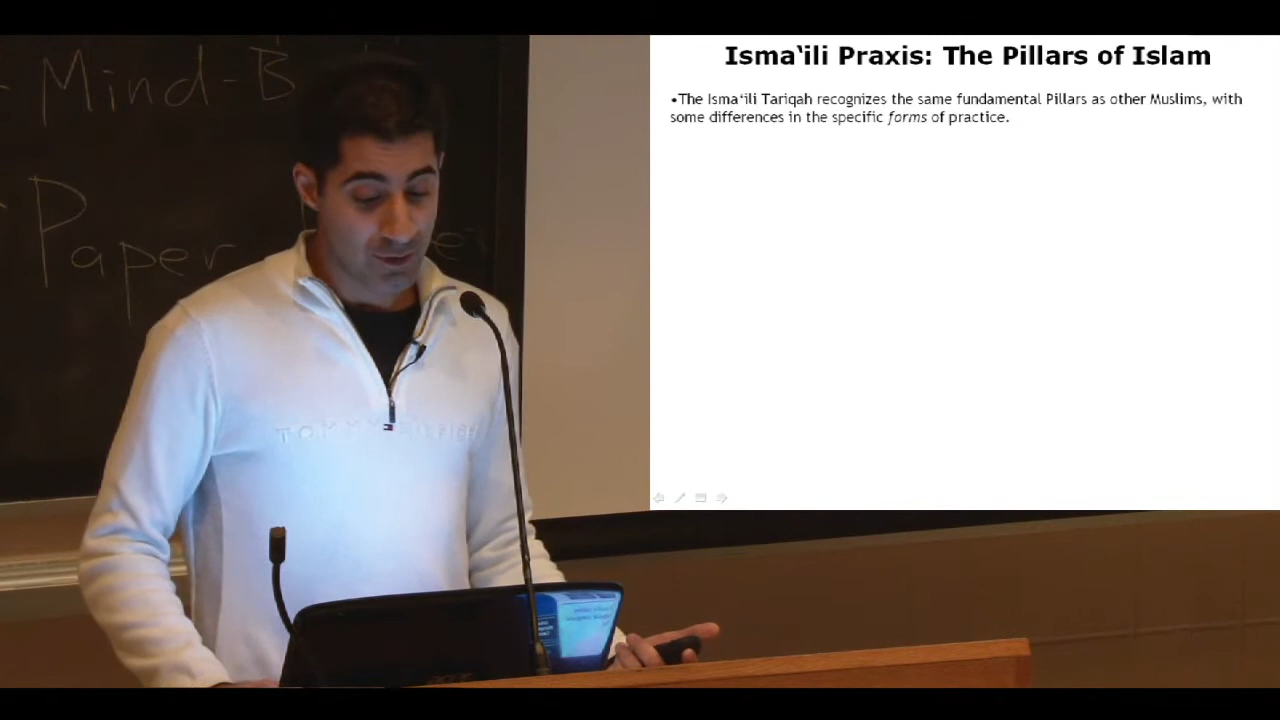 Mind-B
Paper
TOMMY HILFIGER
Isma‘ili Praxis: The Pillars of Islam
•The Isma‘ili Tariqah recognizes the same fundamental Pillars as other Muslims, with
some differences in the specific forms of practice.